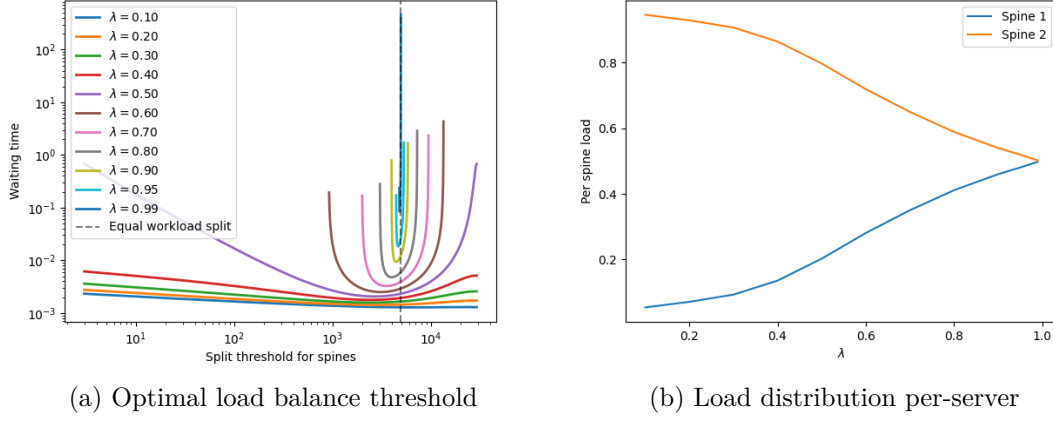 10²
10¹
10⁰
10⁻¹
10⁻²
10⁻³
Waiting time
λ = 0.10
λ = 0.20
λ = 0.30
λ = 0.40
λ = 0.50
λ = 0.60
λ = 0.70
λ = 0.80
λ = 0.90
λ = 0.95
λ = 0.99
Equal workload split
10¹ 10² 10³ 10⁴
Split threshold for spines
(a) Optimal load balance threshold
Spine 1
Spine 2
0.8
0.6
0.4
0.2
Per spine load
0.2 0.4 0.6 0.8 1.0
λ
(b) Load distribution per-server